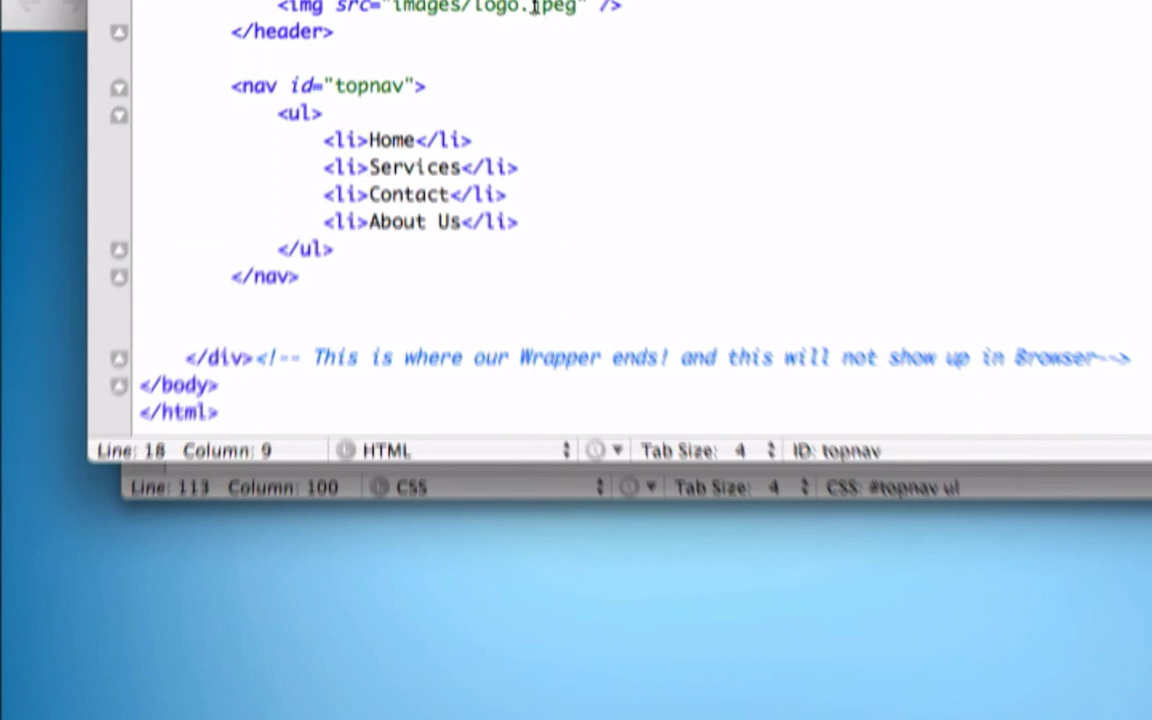 <img src="images/logo.jpeg" />
</header>
<nav id="topnav">
<ul>
<li>Home</li>
<li>Services</li>
<li>Contact</li>
<li>About Us</li>
</ul>
</nav>
</div><!-- This is where our Wrapper ends! and this will not show up in Browser-->
</body>
</html>
Line: 18 Column: 9 HTML Tab Size: 4 ID: topnav
Line: 113 Column: 100 CSS Tab Size: 4 CSS: #topnav ul